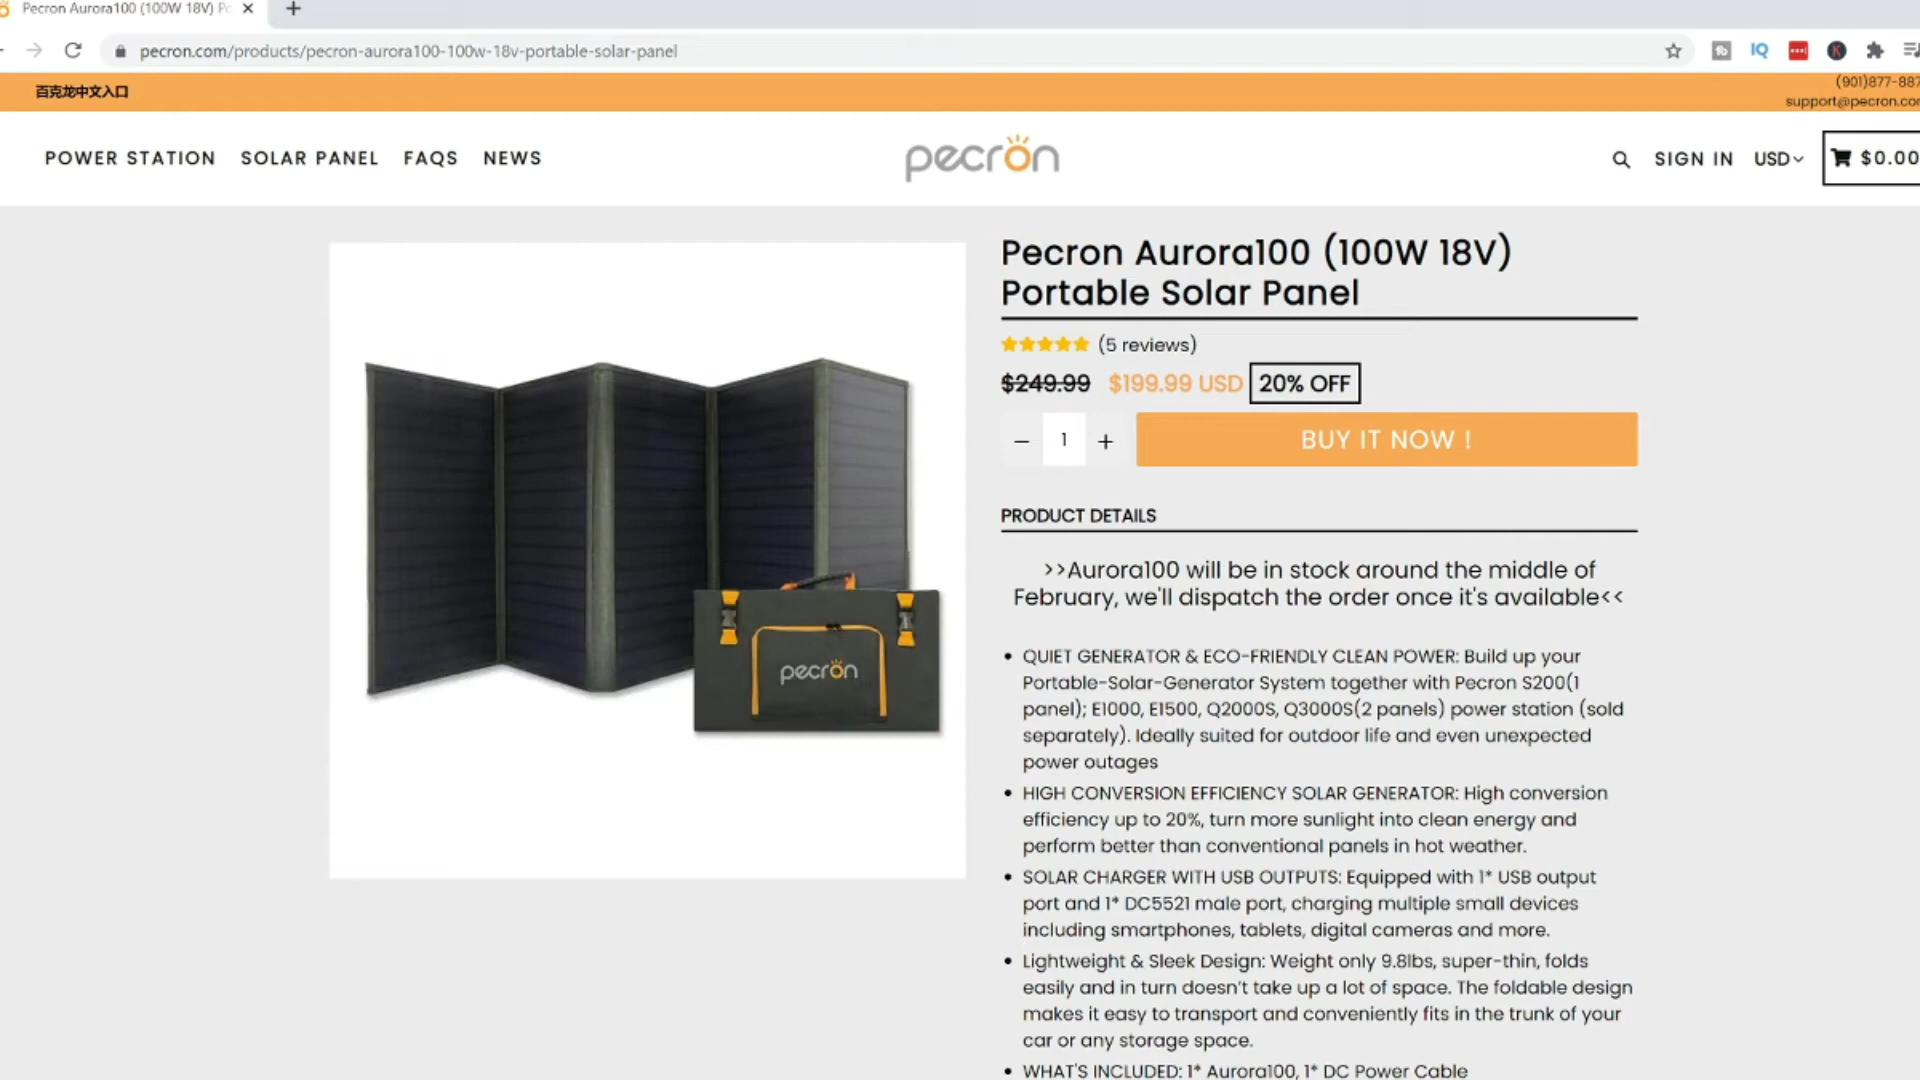 Pecron Aurora100 (100W 18V) P
pecron.com/products/pecron-aurora100-100w-18v-portable-solar-panel
IQ
K
百克龙中文入口
(901)877-887
support@pecron.co
POWER STATION SOLAR PANEL FAQS NEWS
pecron
SIGN IN USD $0.00
Pecron Aurora100 (100W 18V)
Portable Solar Panel
(5 reviews)
$249.99 $199.99 USD 20% OFF
− 1 + BUY IT NOW !
PRODUCT DETAILS
>>Aurora100 will be in stock around the middle of
February, we'll dispatch the order once it's available<<
pecron
• QUIET GENERATOR & ECO-FRIENDLY CLEAN POWER: Build up your
Portable-Solar-Generator System together with Pecron S200(1
panel); E1000, E1500, Q2000S, Q3000S(2 panels) power station (sold
separately). Ideally suited for outdoor life and even unexpected
power outages
• HIGH CONVERSION EFFICIENCY SOLAR GENERATOR: High conversion
efficiency up to 20%, turn more sunlight into clean energy and
perform better than conventional panels in hot weather.
• SOLAR CHARGER WITH USB OUTPUTS: Equipped with 1* USB output
port and 1* DC5521 male port, charging multiple small devices
including smartphones, tablets, digital cameras and more.
• Lightweight & Sleek Design: Weight only 9.8lbs, super-thin, folds
easily and in turn doesn't take up a lot of space. The foldable design
makes it easy to transport and conveniently fits in the trunk of your
car or any storage space.
• WHAT'S INCLUDED: 1* Aurora100, 1* DC Power Cable